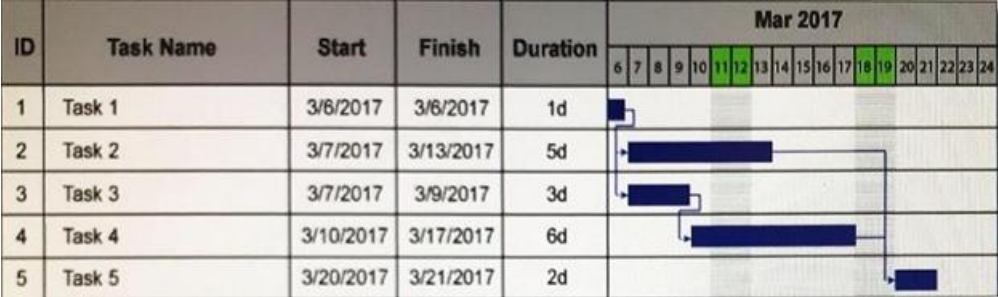 Mar 2017
ID Task Name Start Finish Duration
6 7 8 9 10 11 12 13 14 15 16 17 18 19 20 21 22 23 24
1 Task 1 3/6/2017 3/6/2017 1d
2 Task 2 3/7/2017 3/13/2017 5d
3 Task 3 3/7/2017 3/9/2017 3d
4 Task 4 3/10/2017 3/17/2017 6d
5 Task 5 3/20/2017 3/21/2017 2d